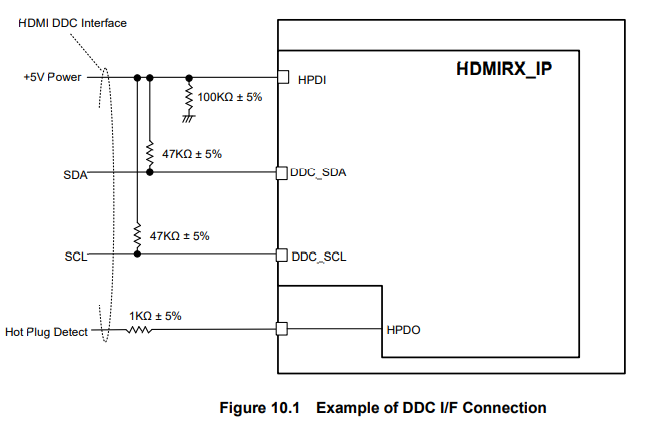 HDMI DDC Interface
HDMIRX_IP
+5V Power
HPDI
100KΩ ± 5%
47KΩ ± 5%
SDA
DDC_SDA
47KΩ ± 5%
SCL
DDC_SCL
1KΩ ± 5%
Hot Plug Detect
HPDO
Figure 10.1 Example of DDC I/F Connection